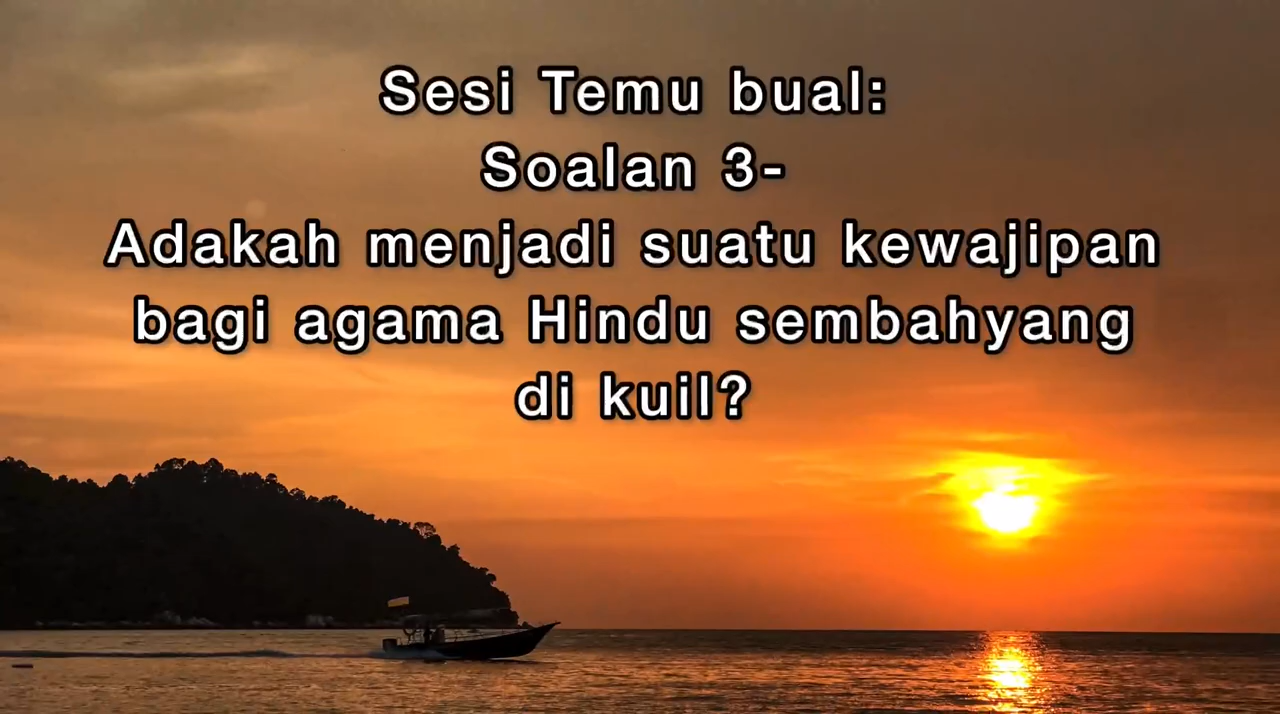 Sesi Temu bual:
Soalan 3-
Adakah menjadi suatu kewajipan
bagi agama Hindu sembahyang
di kuil?